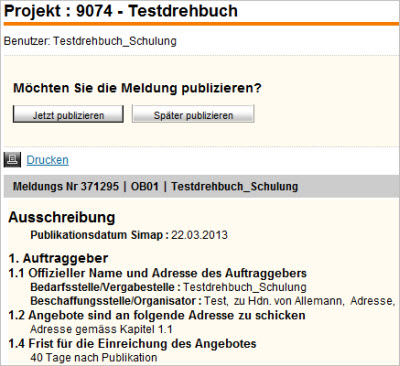 Projekt : 9074 - Testdrehbuch
Benutzer: Testdrehbuch_Schulung
Möchten Sie die Meldung publizieren?
Jetzt publizieren Später publizieren
Drucken
Meldungs Nr 371295 | OB01 | Testdrehbuch_Schulung
Ausschreibung
Publikationsdatum Simap : 22.03.2013
1. Auftraggeber
1.1 Offizieller Name und Adresse des Auftraggebers
Bedarfsstelle/Vergabestelle : Testdrehbuch_Schulung
Beschaffungsstelle/Organisator : Test, zu Hdn. von Allemann, Adresse,
1.2 Angebote sind an folgende Adresse zu schicken
Adresse gemäss Kapitel 1.1
1.4 Frist für die Einreichung des Angebotes
40 Tage nach Publikation